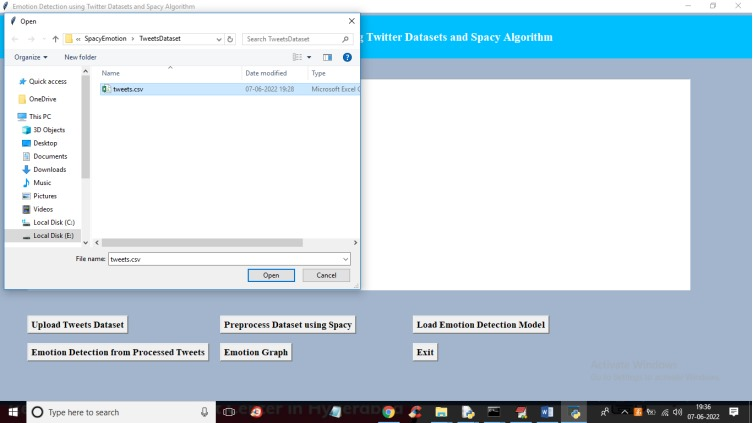 Emotion Detection using Twitter Datasets and Spacy Algorithm
Open
g Twitter Datasets and Spacy Algorithm
« SpacyEmotion › TweetsDataset
Search TweetsDataset
Organize
New folder
Name
Date modified
Type
tweets.csv
07-06-2022 19:28
Microsoft Excel C
Quick access
OneDrive
This PC
3D Objects
Desktop
Documents
Downloads
Music
Pictures
Videos
Local Disk (C:)
Local Disk (E:)
File name:
tweets.csv
Open
Cancel
Upload Tweets Dataset
Preprocess Dataset using Spacy
Load Emotion Detection Model
Emotion Detection from Processed Tweets
Emotion Graph
Exit
Activate Windows
Go to Settings to activate Windows.
Type here to search
19:36
07-06-2022